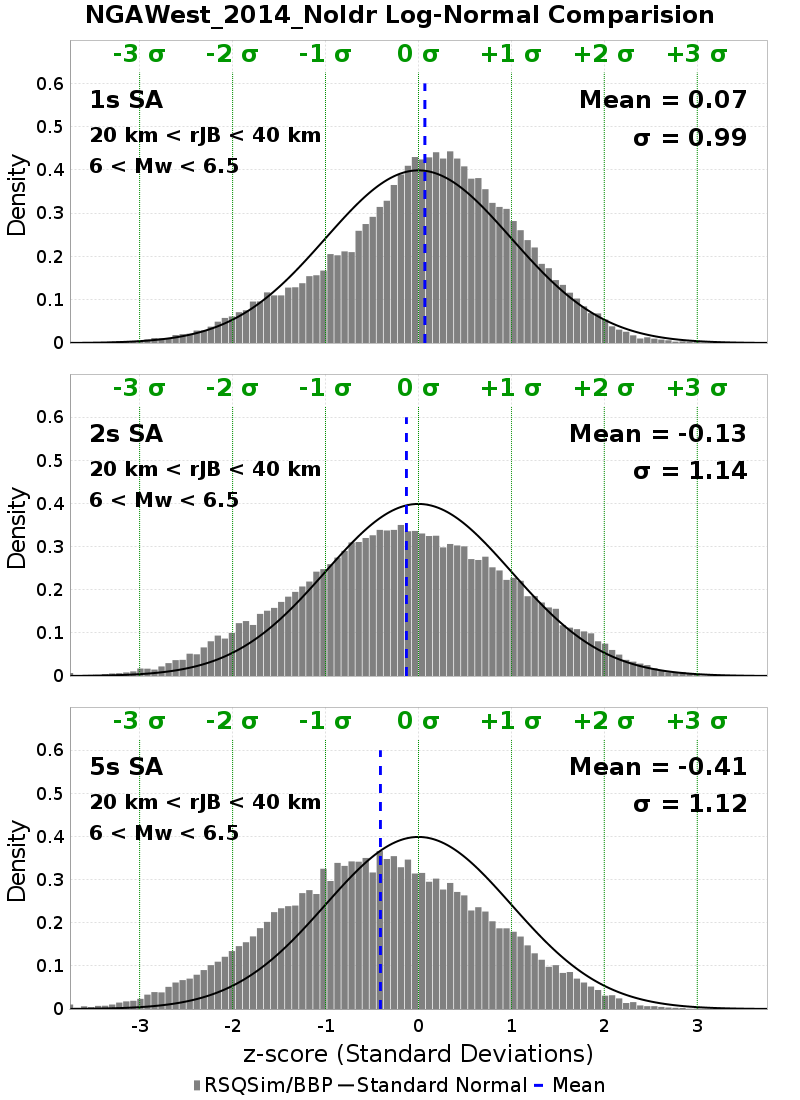 NGAWest_2014_NoIdr Log-Normal Comparision
-3 σ -2 σ -1 σ 0 σ +1 σ +2 σ +3 σ
0.6
1s SA
Mean = 0.07
0.5
20 km < rJB < 40 km
σ = 0.99
6 < Mw < 6.5
0.4
0.3
0.2
0.1
0
Density
-3 σ -2 σ -1 σ 0 σ +1 σ +2 σ +3 σ
0.6
2s SA
Mean = -0.13
0.5
20 km < rJB < 40 km
σ = 1.14
6 < Mw < 6.5
0.4
0.3
0.2
0.1
0
Density
-3 σ -2 σ -1 σ 0 σ +1 σ +2 σ +3 σ
0.6
5s SA
Mean = -0.41
0.5
20 km < rJB < 40 km
σ = 1.12
6 < Mw < 6.5
0.4
0.3
0.2
0.1
0
Density
-3 -2 -1 0 1 2 3
z-score (Standard Deviations)
RSQSim/BBP Standard Normal Mean